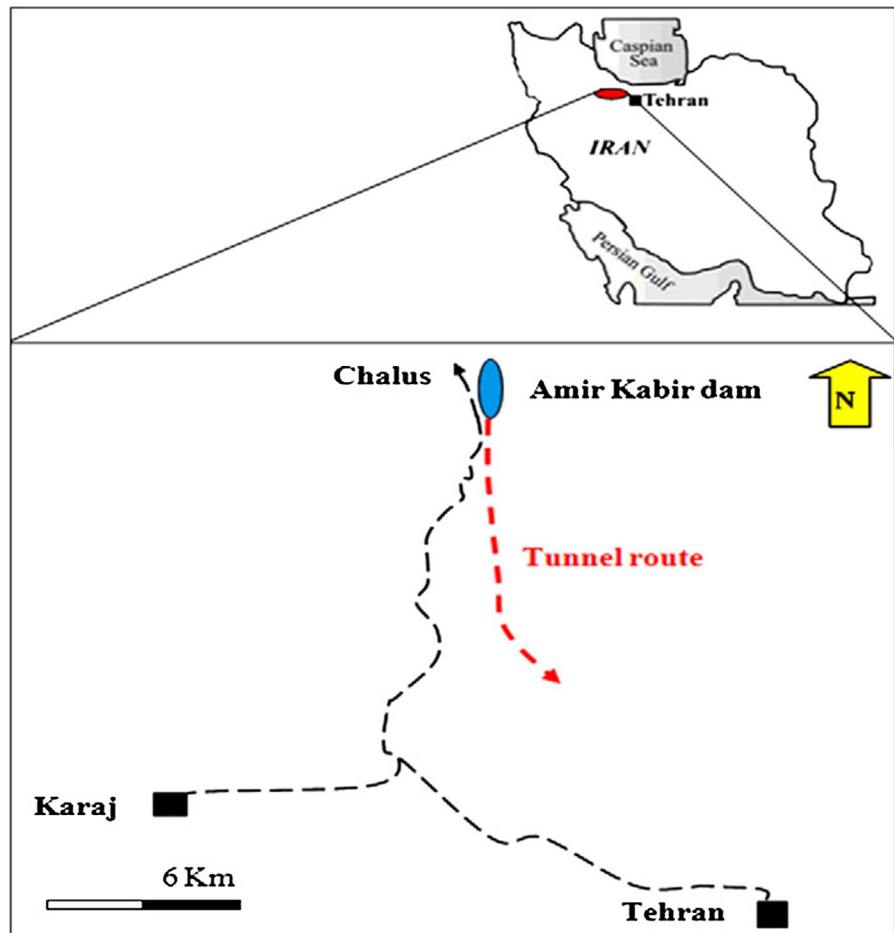 Caspian
Sea
Tehran
IRAN
Persian Gulf
Chalus
Amir Kabir dam
N
Tunnel route
Karaj
6 Km
Tehran